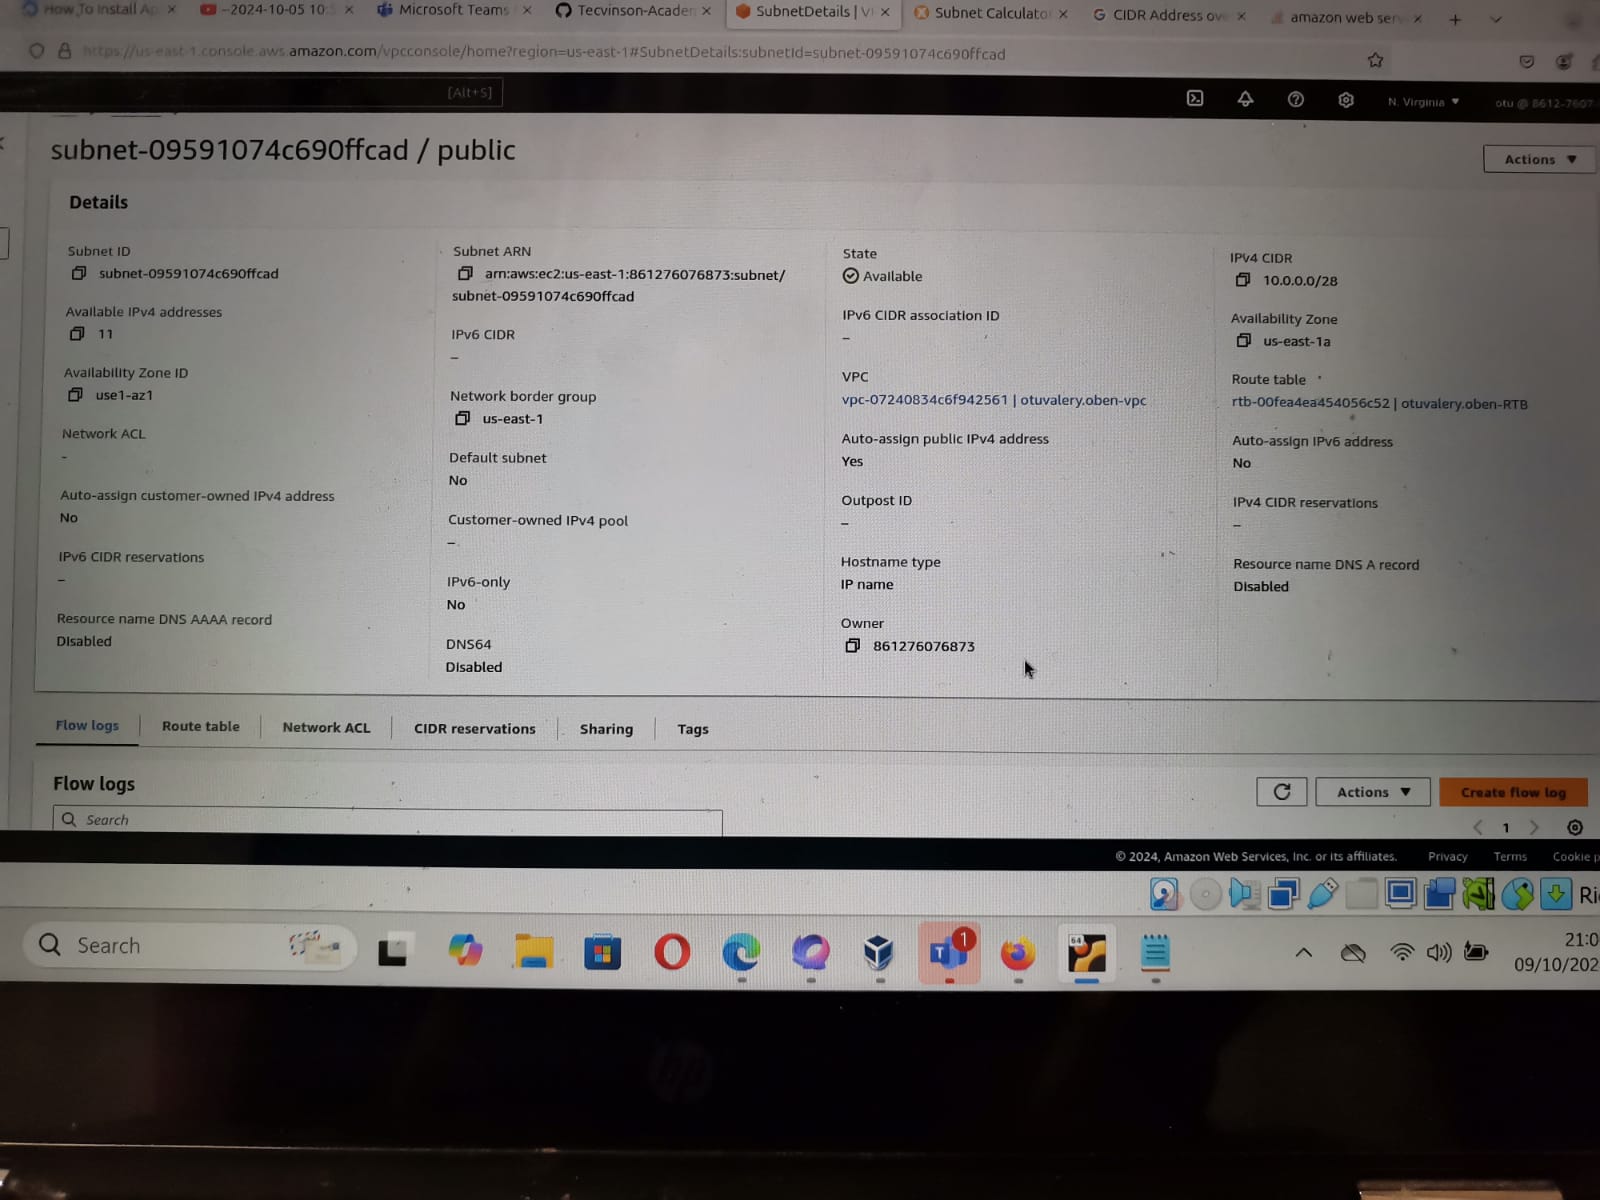 How To Install Ap
~2024-10-05 10:
Microsoft Teams
Tecvinson-Academ
SubnetDetails | V
Subnet Calculato
CIDR Address ove
amazon web serv
https://us-east-1.console.aws.amazon.com/vpcconsole/home?region=us-east-1#SubnetDetails:subnetId=subnet-09591074c690ffcad
[Alt+S]
N. Virginia
otu @ 8612-7607
subnet-09591074c690ffcad / public
Actions
Details
Subnet ID
subnet-09591074c690ffcad
Available IPv4 addresses
11
Availability Zone ID
use1-az1
Network ACL
-
Auto-assign customer-owned IPv4 address
No
IPv6 CIDR reservations
–
Resource name DNS AAAA record
Disabled
Subnet ARN
arn:aws:ec2:us-east-1:861276076873:subnet/
subnet-09591074c690ffcad
IPv6 CIDR
–
Network border group
us-east-1
Default subnet
No
Customer-owned IPv4 pool
–
IPv6-only
No
DNS64
Disabled
State
Available
IPv6 CIDR association ID
–
VPC
vpc-07240834c6f942561 | otuvalery.oben-vpc
Auto-assign public IPv4 address
Yes
Outpost ID
–
Hostname type
IP name
Owner
861276076873
IPv4 CIDR
10.0.0.0/28
Availability Zone
us-east-1a
Route table
rtb-00fea4ea454056c52 | otuvalery.oben-RTB
Auto-assign IPv6 address
No
IPv4 CIDR reservations
–
Resource name DNS A record
Disabled
Flow logs
Route table
Network ACL
CIDR reservations
Sharing
Tags
Flow logs
Actions
Create flow log
Search
1
© 2024, Amazon Web Services, Inc. or its affiliates.
Privacy
Terms
Cookie p
Ri
Search
1
64
21:0
09/10/202
hp